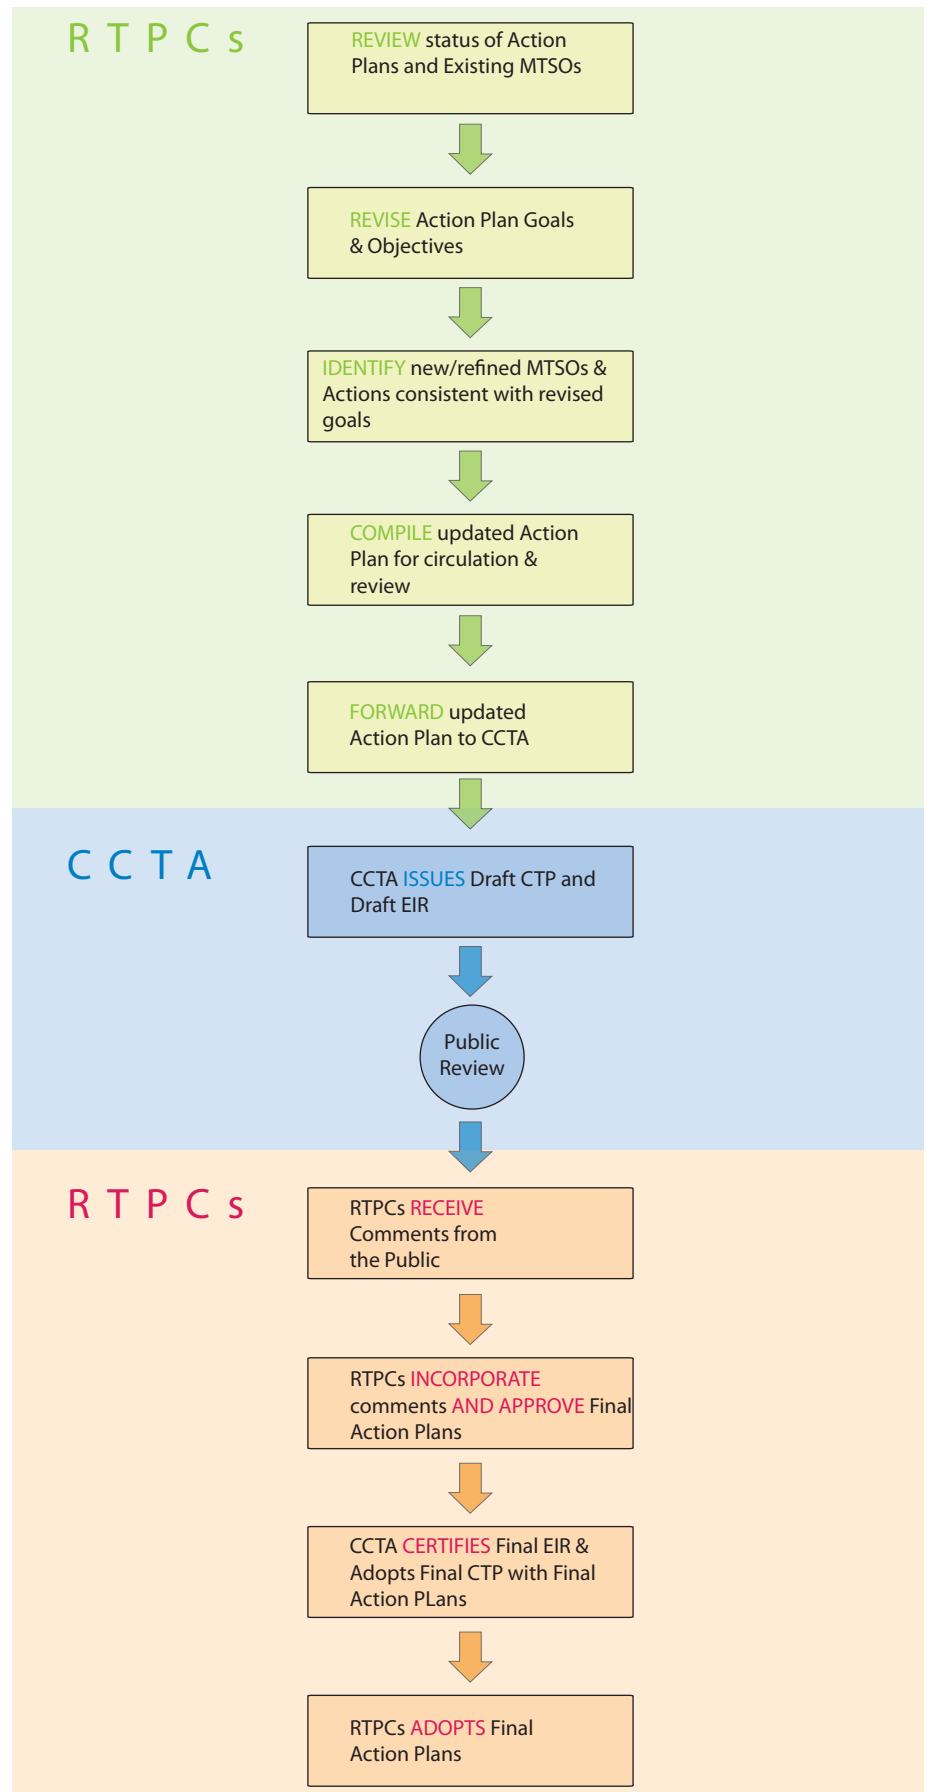 R T P C s
REVIEW status of Action
Plans and Existing MTSOs
REVISE Action Plan Goals
& Objectives
IDENTIFY new/refined MTSOs &
Actions consistent with revised
goals
COMPILE updated Action
Plan for circulation &
review
FORWARD updated
Action Plan to CCTA
C C T A
CCTA ISSUES Draft CTP and
Draft EIR
Public
Review
R T P C s
RTPCs RECEIVE
Comments from
the Public
RTPCs INCORPORATE
comments AND APPROVE Final
Action Plans
CCTA CERTIFIES Final EIR &
Adopts Final CTP with Final
Action PLans
RTPCs ADOPTS Final
Action Plans